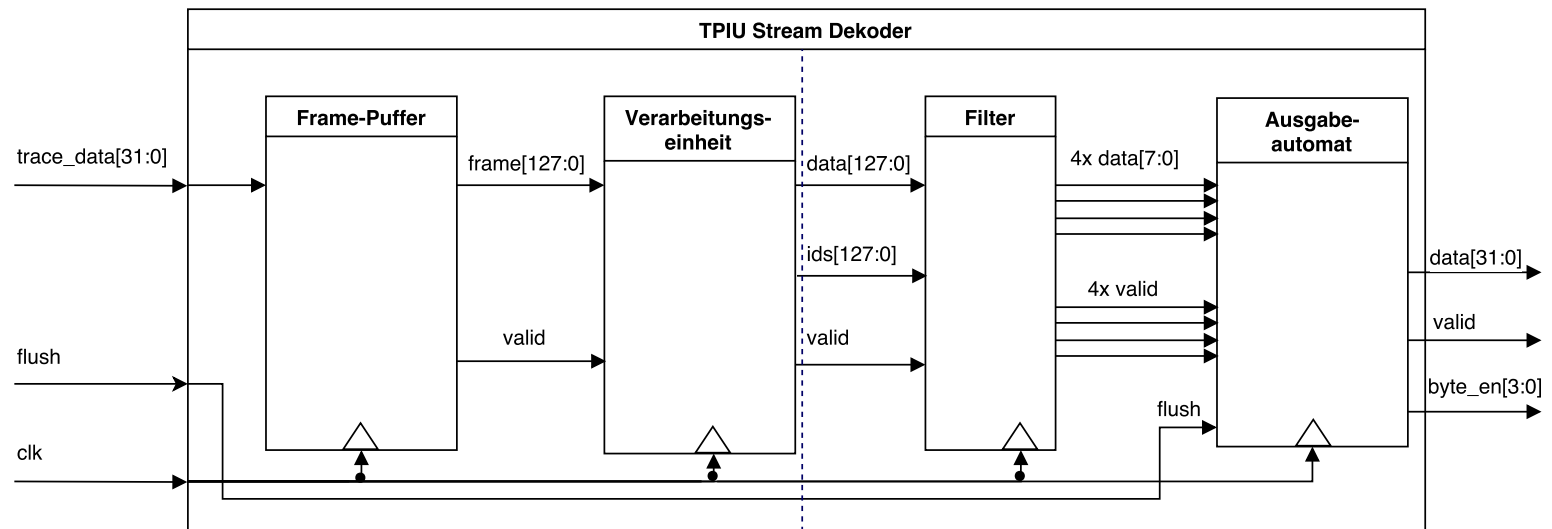 TPIU Stream Dekoder
Frame-Puffer
Verarbeitungs-
einheit
Filter
Ausgabe-
automat
trace_data[31:0]
frame[127:0]
data[127:0]
4x data[7:0]
ids[127:0]
data[31:0]
4x valid
valid
valid
valid
flush
byte_en[3:0]
flush
clk